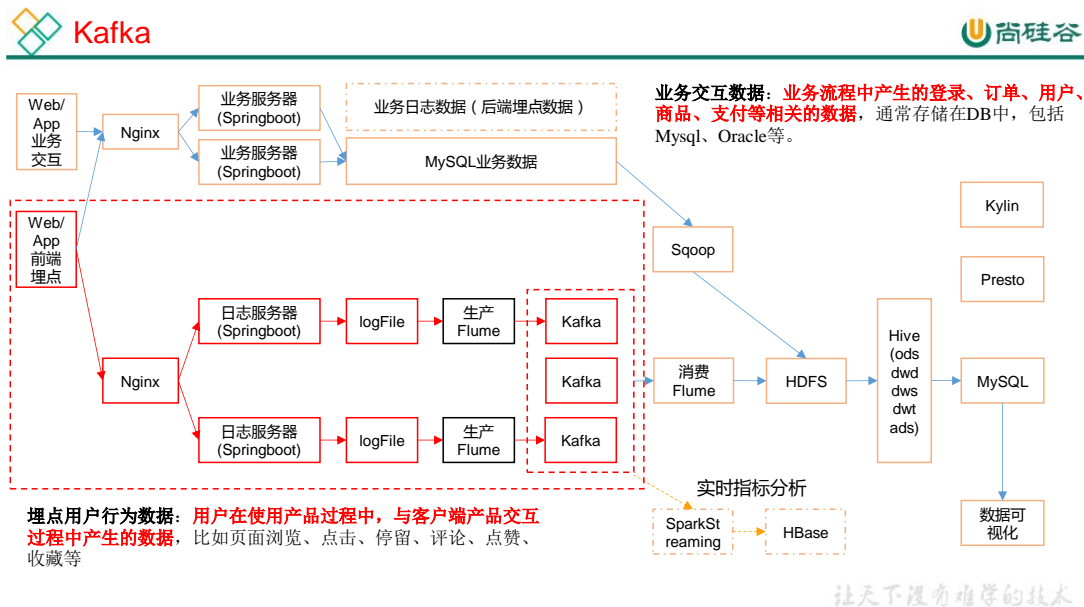 Kafka
尚硅谷
Web/
App
业务
交互
Nginx
业务服务器
(Springboot)
业务服务器
(Springboot)
业务日志数据（后端埋点数据）
MySQL业务数据
业务交互数据：业务流程中产生的登录、订单、用户、
商品、支付等相关的数据，通常存储在DB中，包括
Mysql、Oracle等。
Web/
App
前端
埋点
Sqoop
Kylin
Presto
Nginx
日志服务器
(Springboot)
logFile
生产
Flume
Kafka
Kafka
日志服务器
(Springboot)
logFile
生产
Flume
Kafka
消费
Flume
HDFS
Hive
(ods
dwd
dws
dwt
ads)
MySQL
实时指标分析
SparkSt
reaming
HBase
数据可
视化
埋点用户行为数据：用户在使用产品过程中，与客户端产品交互
过程中产生的数据，比如页面浏览、点击、停留、评论、点赞、
收藏等
让天下没有难学的技术